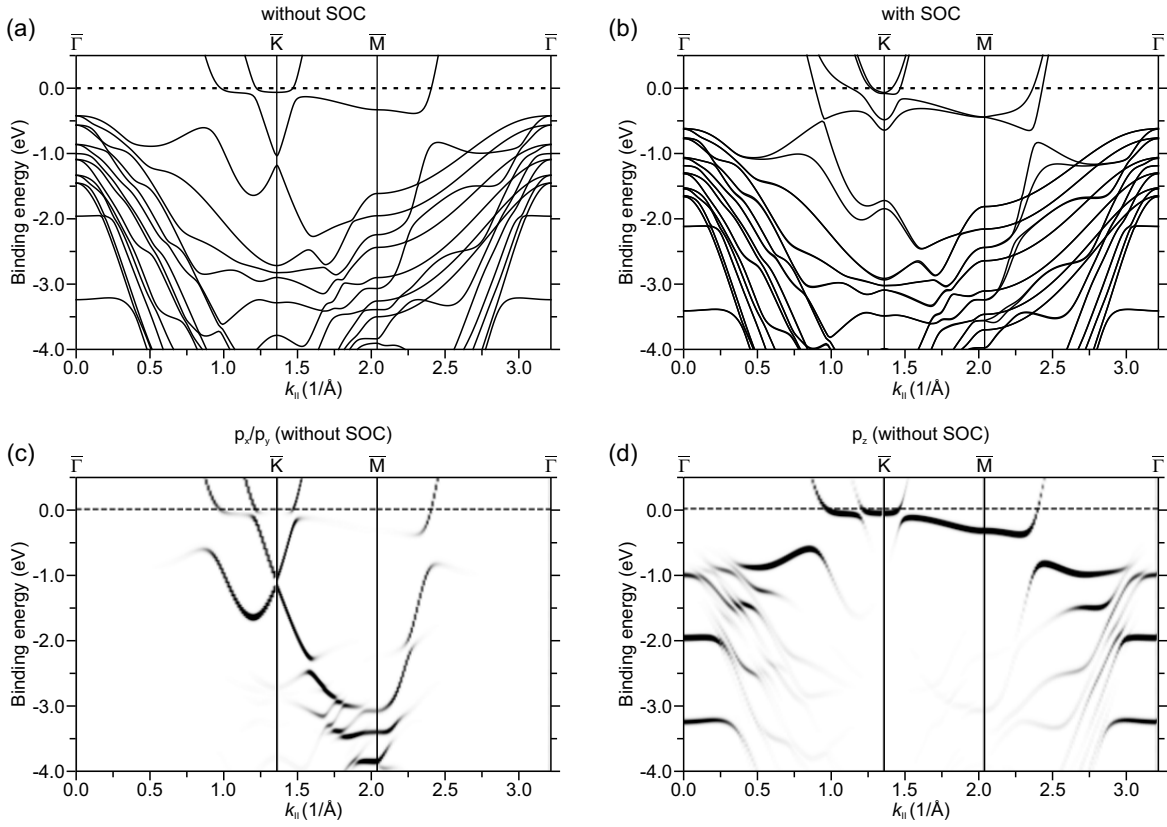 without SOC
with SOC
(a)
(b)
Γ̅ K̅ M̅ Γ̅
Γ̅ K̅ M̅ Γ̅
Binding energy (eV)
0.0
-1.0
-2.0
-3.0
-4.0
0.0 0.5 1.0 1.5 2.0 2.5 3.0
k|| (1/Å)
Binding energy (eV)
0.0
-1.0
-2.0
-3.0
-4.0
0.0 0.5 1.0 1.5 2.0 2.5 3.0
k|| (1/Å)
px/py (without SOC)
pz (without SOC)
(c)
(d)
Γ̅ K̅ M̅ Γ̅
Γ̅ K̅ M̅ Γ̅
Binding energy (eV)
0.0
-1.0
-2.0
-3.0
-4.0
0.0 0.5 1.0 1.5 2.0 2.5 3.0
k|| (1/Å)
Binding energy (eV)
0.0
-1.0
-2.0
-3.0
-4.0
0.0 0.5 1.0 1.5 2.0 2.5 3.0
k|| (1/Å)